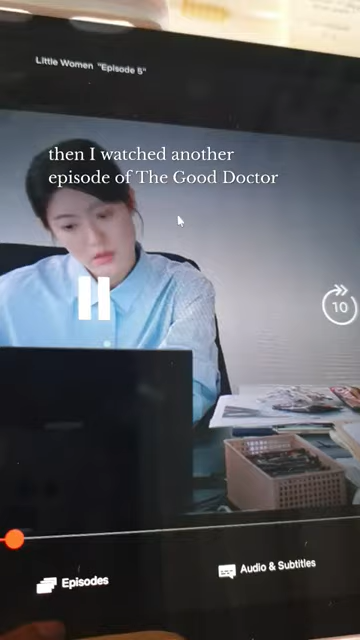 Little Women "Episode 5"
then I watched another
episode of The Good Doctor
10
Episodes
Audio & Subtitles